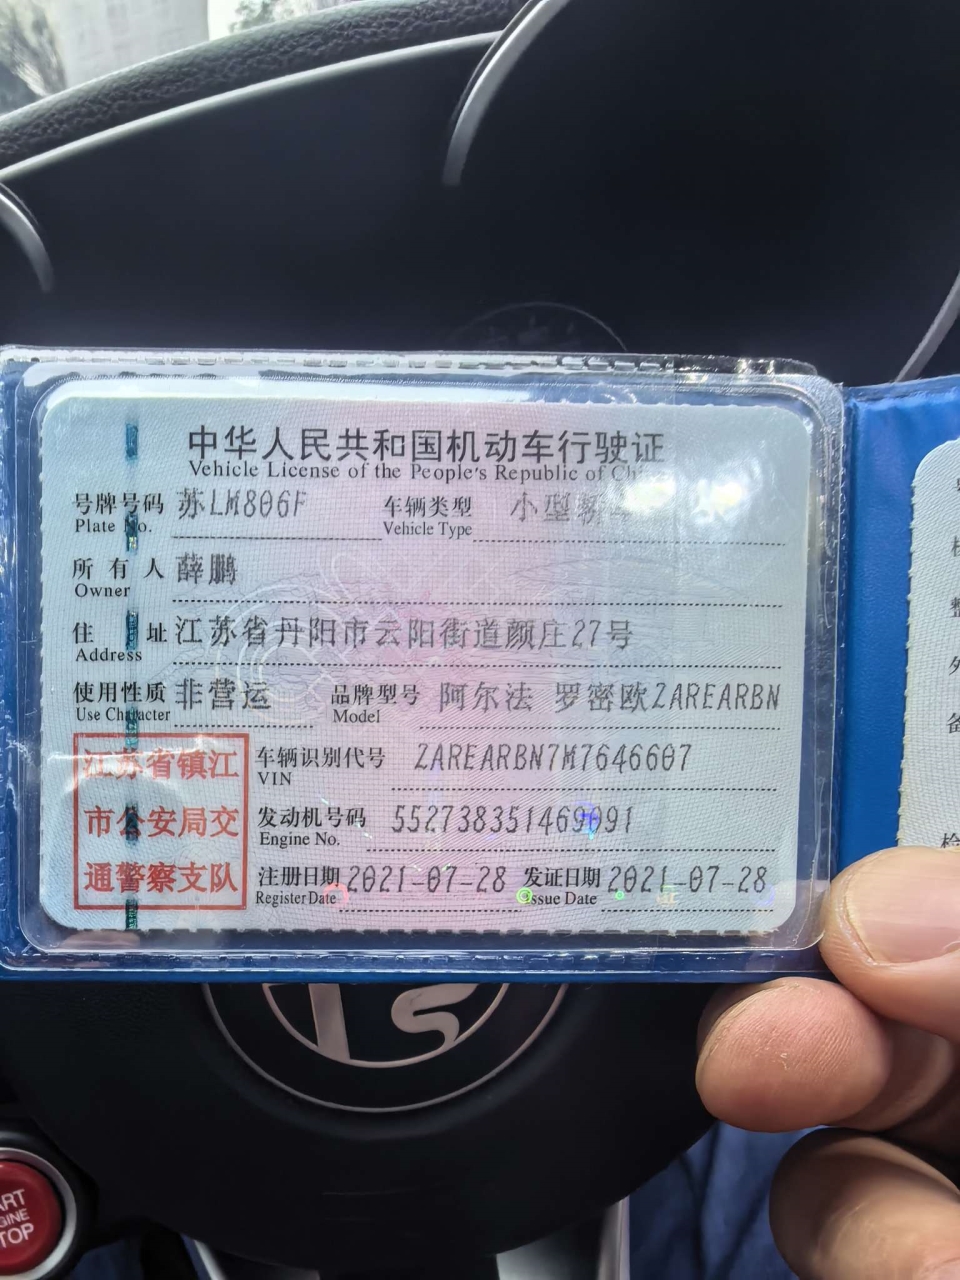 中华人民共和国机动车行驶证
Vehicle License of the People's Republic of Chi
号牌号码 苏LM806F 车辆类型 小型轿
Plate No. Vehicle Type
所有人 薛鹏
Owner
住址 江苏省丹阳市云阳街道颜庄27号
Address
使用性质 非营运 品牌型号 阿尔法 罗密欧ZAREARBN
Use Character Model
江苏省镇江
市公安局交
通警察支队
车辆识别代号 ZAREARBN7M7646607
VIN
发动机号码 552738351469091
Engine No.
注册日期 2021-07-28 发证日期 2021-07-28
Register Date Issue Date